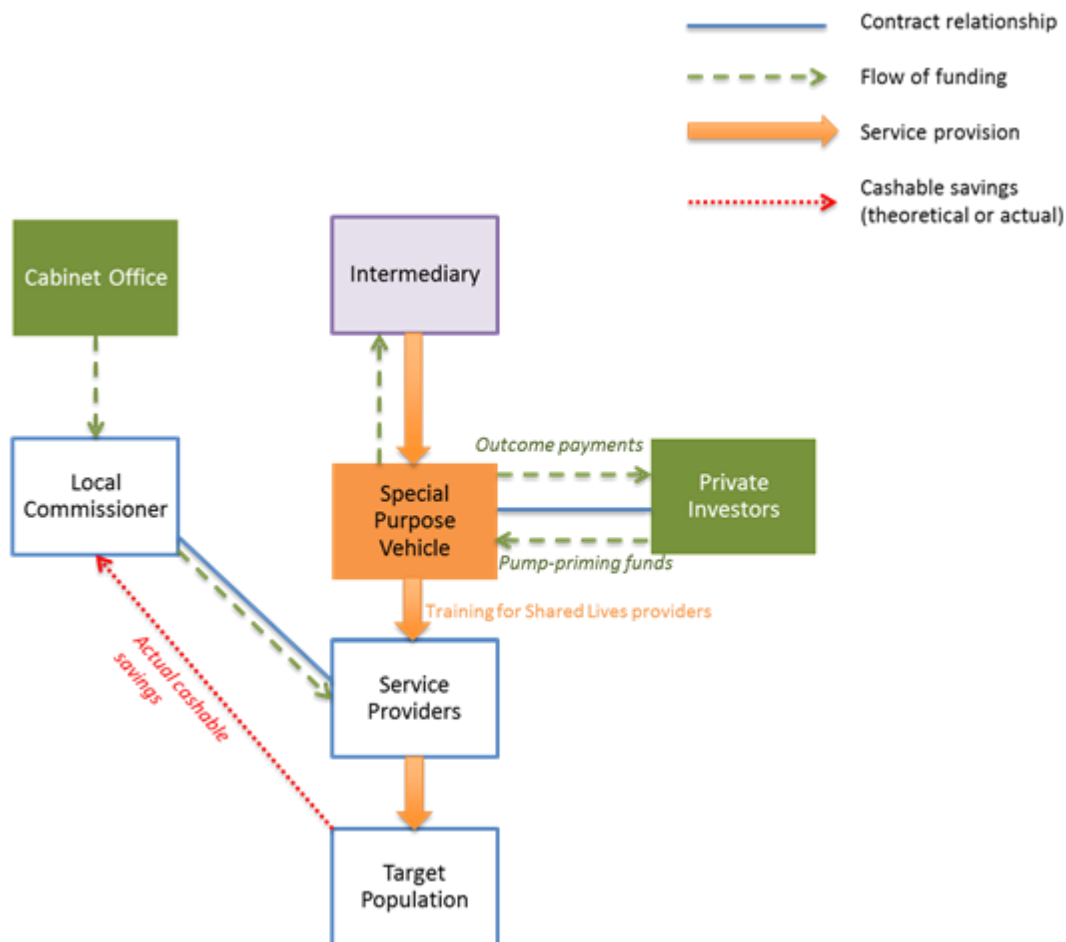 Contract relationship
Flow of funding
Service provision
Cashable savings
(theoretical or actual)
Cabinet Office
Intermediary
Local
Commissioner
Special
Purpose
Vehicle
Outcome payments
Private
Investors
Pump-priming funds
Training for Shared Lives providers
Actual cashable
savings
Service
Providers
Target
Population